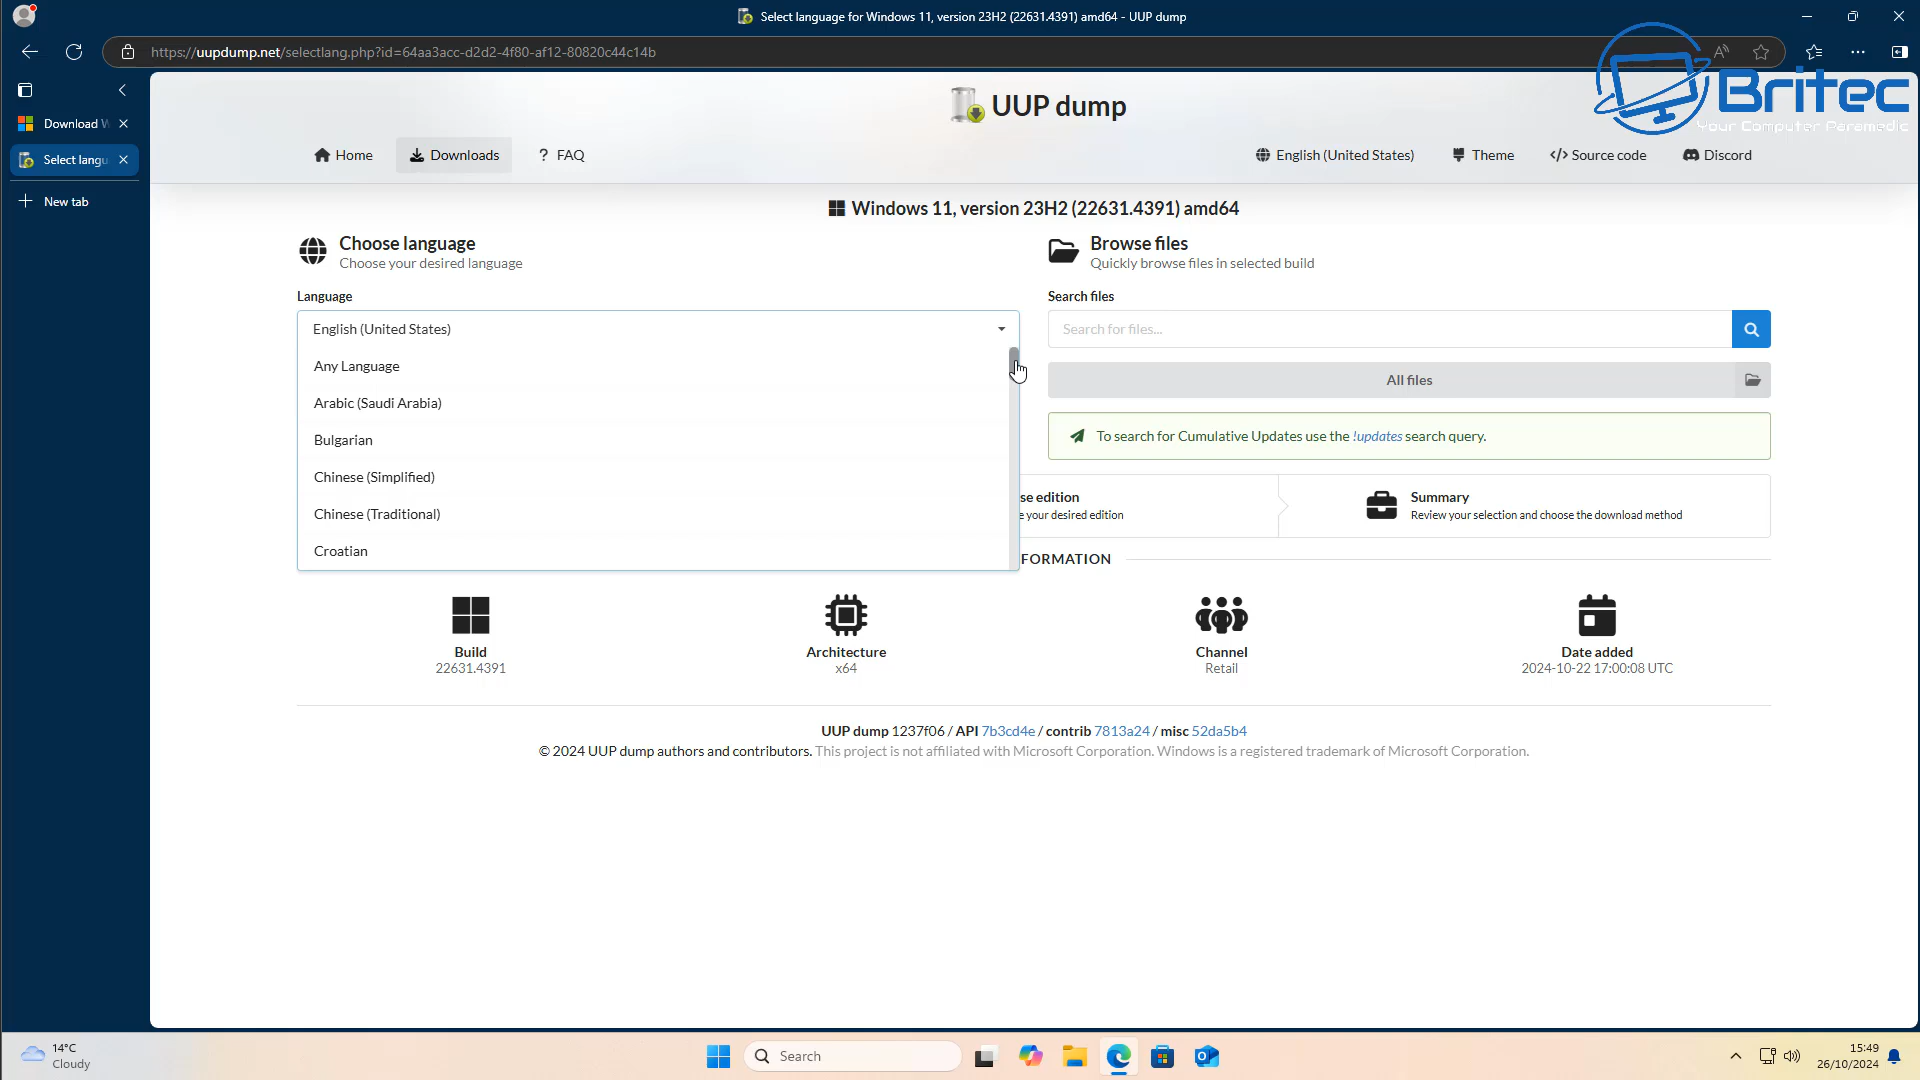 Select language for Windows 11, version 23H2 (22631.4391) amd64 - UUP dump
https://uupdump.net/selectlang.php?id=64aa3acc-d2d2-4f80-af12-80820c44c14b
Britec
Your Computer Paramedic
Download W
Select langu
New tab
UUP dump
Home
Downloads
? FAQ
English (United States)
Theme
</> Source code
Discord
Windows 11, version 23H2 (22631.4391) amd64
Choose language
Choose your desired language
Browse files
Quickly browse files in selected build
Language
English (United States)
Any Language
Arabic (Saudi Arabia)
Bulgarian
Chinese (Simplified)
Chinese (Traditional)
Croatian
Search files
Search for files...
All files
To search for Cumulative Updates use the !updates search query.
se edition
e your desired edition
Summary
Review your selection and choose the download method
FORMATION
Build
22631.4391
Architecture
x64
Channel
Retail
Date added
2024-10-22 17:00:08 UTC
UUP dump 1237f06 / API 7b3cd4e / contrib 7813a24 / misc 52da5b4
© 2024 UUP dump authors and contributors. This project is not affiliated with Microsoft Corporation. Windows is a registered trademark of Microsoft Corporation.
14°C
Cloudy
Search
15:49
26/10/2024